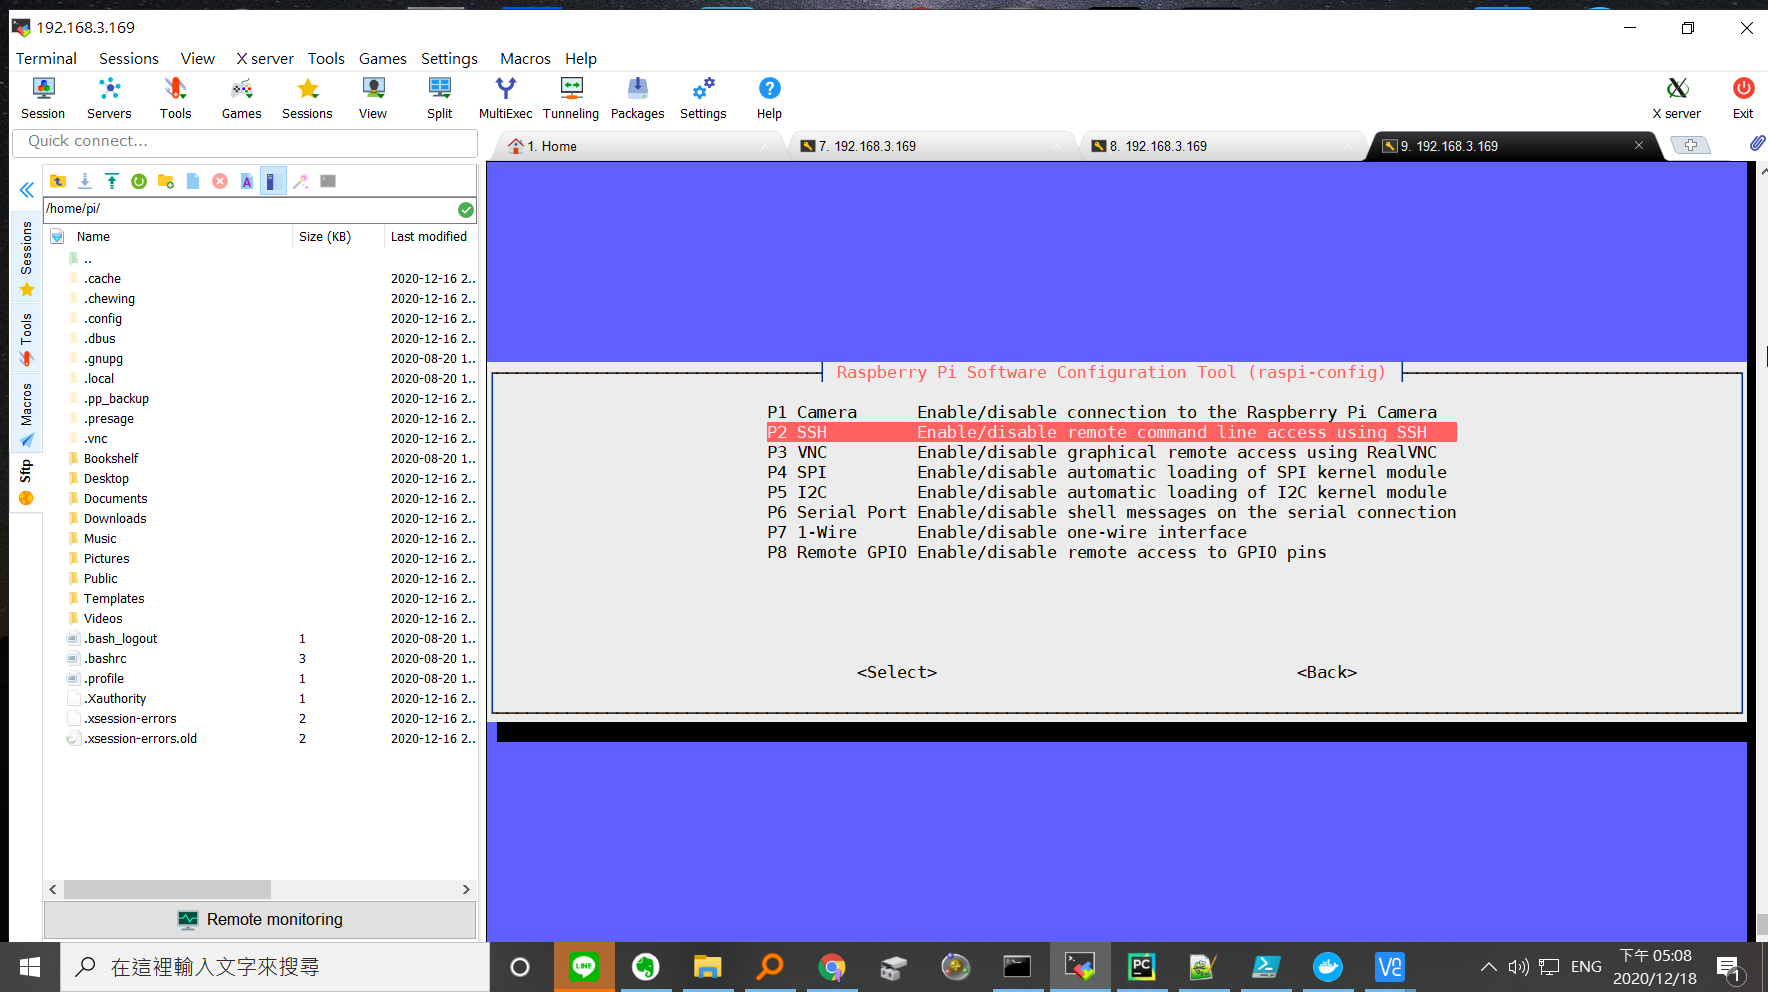 192.168.3.169
Terminal Sessions View X server Tools Games Settings Macros Help
Session Servers Tools Games Sessions View Split MultiExec Tunneling Packages Settings Help X server Exit
Quick connect...
1. Home
7. 192.168.3.169
8. 192.168.3.169
9. 192.168.3.169
Sessions
Tools
Macros
Sftp
/home/pi/
Name Size (KB) Last modified
..
.cache 2020-12-16 2..
.chewing 2020-12-16 2..
.config 2020-12-16 2..
.dbus 2020-12-16 2..
.gnupg 2020-08-20 1..
.local 2020-08-20 1..
.pp_backup 2020-12-16 2..
.presage 2020-12-16 2..
.vnc 2020-12-16 2..
Bookshelf 2020-12-16 2..
Desktop 2020-12-16 2..
Documents 2020-12-16 2..
Downloads 2020-12-16 2..
Music 2020-12-16 2..
Pictures 2020-12-16 2..
Public 2020-12-16 2..
Templates 2020-12-16 2..
Videos 2020-12-16 2..
.bash_logout 1 2020-08-20 1..
.bashrc 3 2020-08-20 1..
.profile 1 2020-08-20 1..
.Xauthority 1 2020-12-16 2..
.xsession-errors 2 2020-12-16 2..
.xsession-errors.old 2 2020-12-16 2..
Remote monitoring
Raspberry Pi Software Configuration Tool (raspi-config)
P1 Camera Enable/disable connection to the Raspberry Pi Camera
P2 SSH Enable/disable remote command line access using SSH
P3 VNC Enable/disable graphical remote access using RealVNC
P4 SPI Enable/disable automatic loading of SPI kernel module
P5 I2C Enable/disable automatic loading of I2C kernel module
P6 Serial Port Enable/disable shell messages on the serial connection
P7 1-Wire Enable/disable one-wire interface
P8 Remote GPIO Enable/disable remote access to GPIO pins
<Select> <Back>
在這裡輸入文字來搜尋
LINE
PC
VE
ENG
下午 05:08
2020/12/18
1